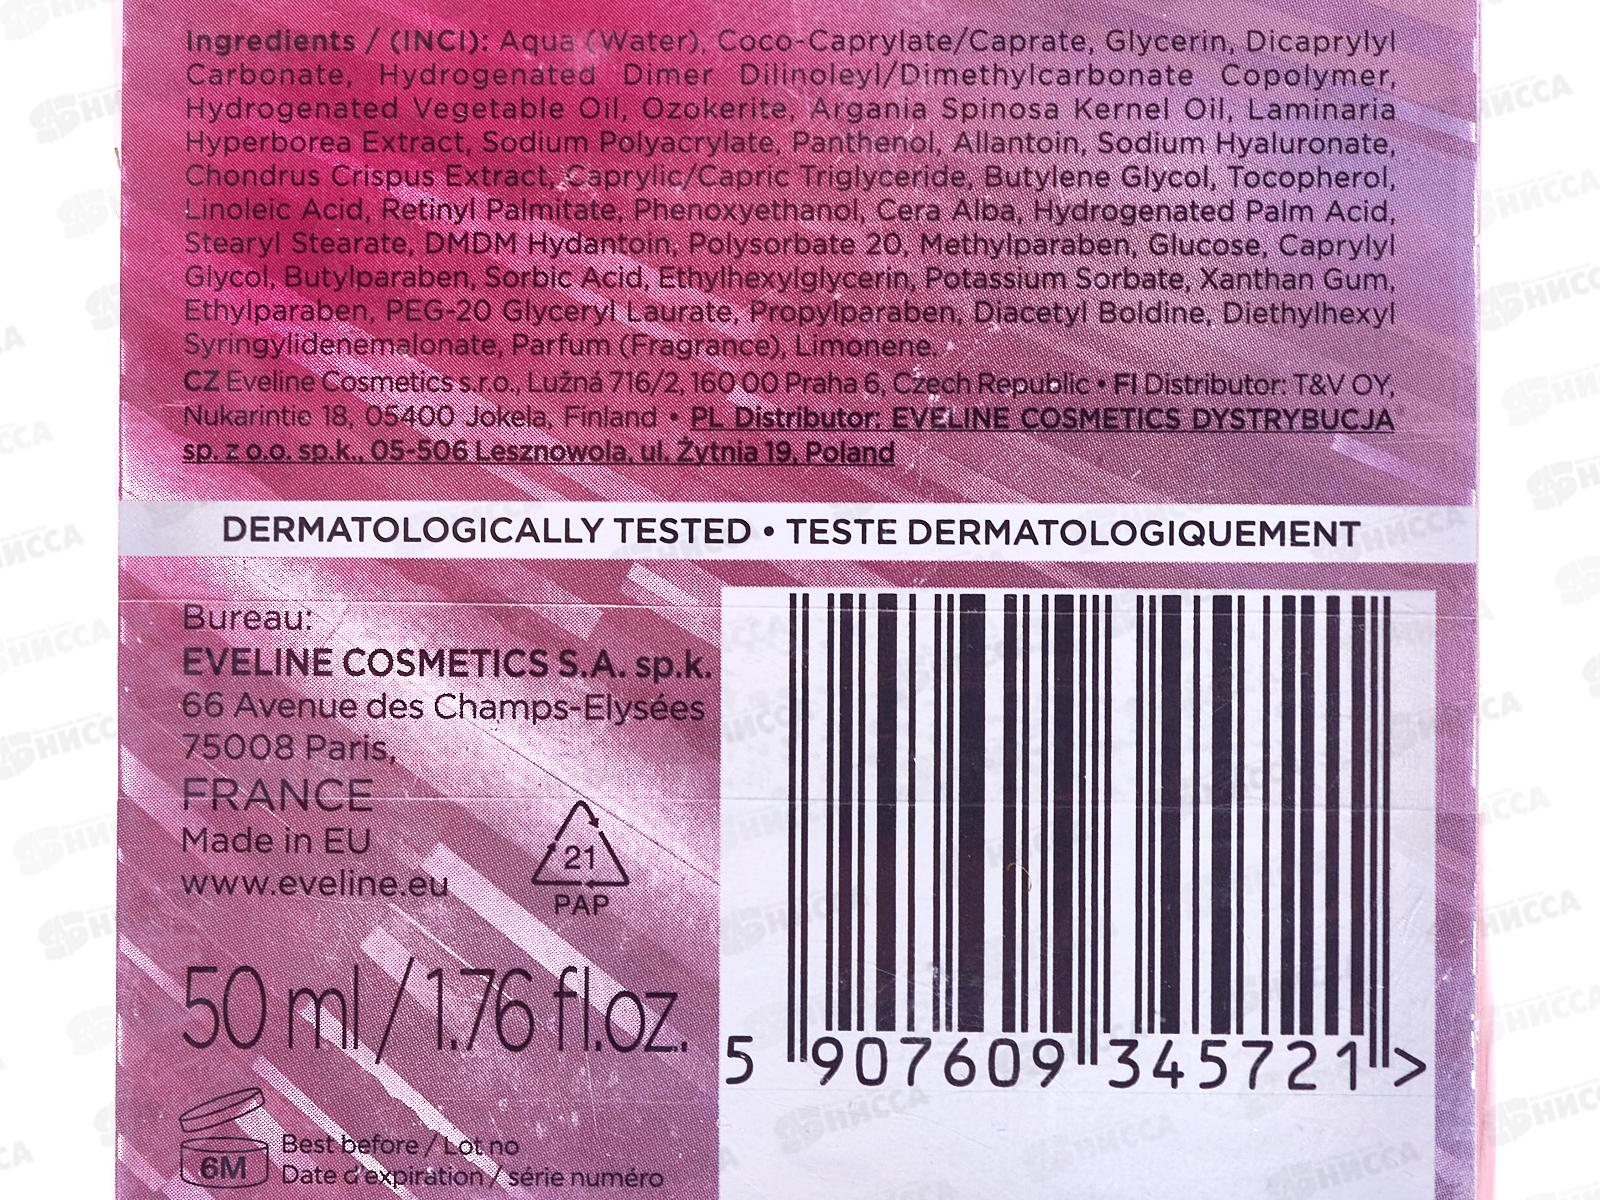 Ingredients / (INCI): Aqua (Water), Coco-Caprylate/Caprate, Glycerin, Dicaprylyl
Carbonate, Hydrogenated Dimer Dilinoleyl/Dimethylcarbonate Copolymer,
Hydrogenated Vegetable Oil, Ozokerite, Argania Spinosa Kernel Oil, Laminaria
Hyperborea Extract, Sodium Polyacrylate, Panthenol, Allantoin, Sodium Hyaluronate,
Chondrus Crispus Extract, Caprylic/Capric Triglyceride, Butylene Glycol, Tocopherol,
Linoleic Acid, Retinyl Palmitate, Phenoxyethanol, Cera Alba, Hydrogenated Palm Acid,
Stearyl Stearate, DMDM Hydantoin, Polysorbate 20, Methylparaben, Glucose, Caprylyl
Glycol, Butylparaben, Sorbic Acid, Ethylhexylglycerin, Potassium Sorbate, Xanthan Gum,
Ethylparaben, PEG-20 Glyceryl Laurate, Propylparaben, Diacetyl Boldine, Diethylhexyl
Syringylidenemalonate, Parfum (Fragrance), Limonene.
CZ Eveline Cosmetics s.r.o., Lužná 716/2, 160 00 Praha 6, Czech Republic • FI Distributor: T&V OY,
Nukarintie 18, 05400 Jokela, Finland • PL Distributor: EVELINE COSMETICS DYSTRYBUCJA
sp. z o.o. sp.k., 05-506 Lesznowola, ul. Żytnia 19, Poland
DERMATOLOGICALLY TESTED • TESTE DERMATOLOGIQUEMENT
Bureau:
EVELINE COSMETICS S.A. sp.k.
66 Avenue des Champs-Elysées
75008 Paris,
FRANCE
Made in EU
www.eveline.eu
21
PAP
50 ml / 1.76 fl.oz.
5 907609 345721 >
6M
Best before / Lot no
Date d'expiration / série numéro
НИССА